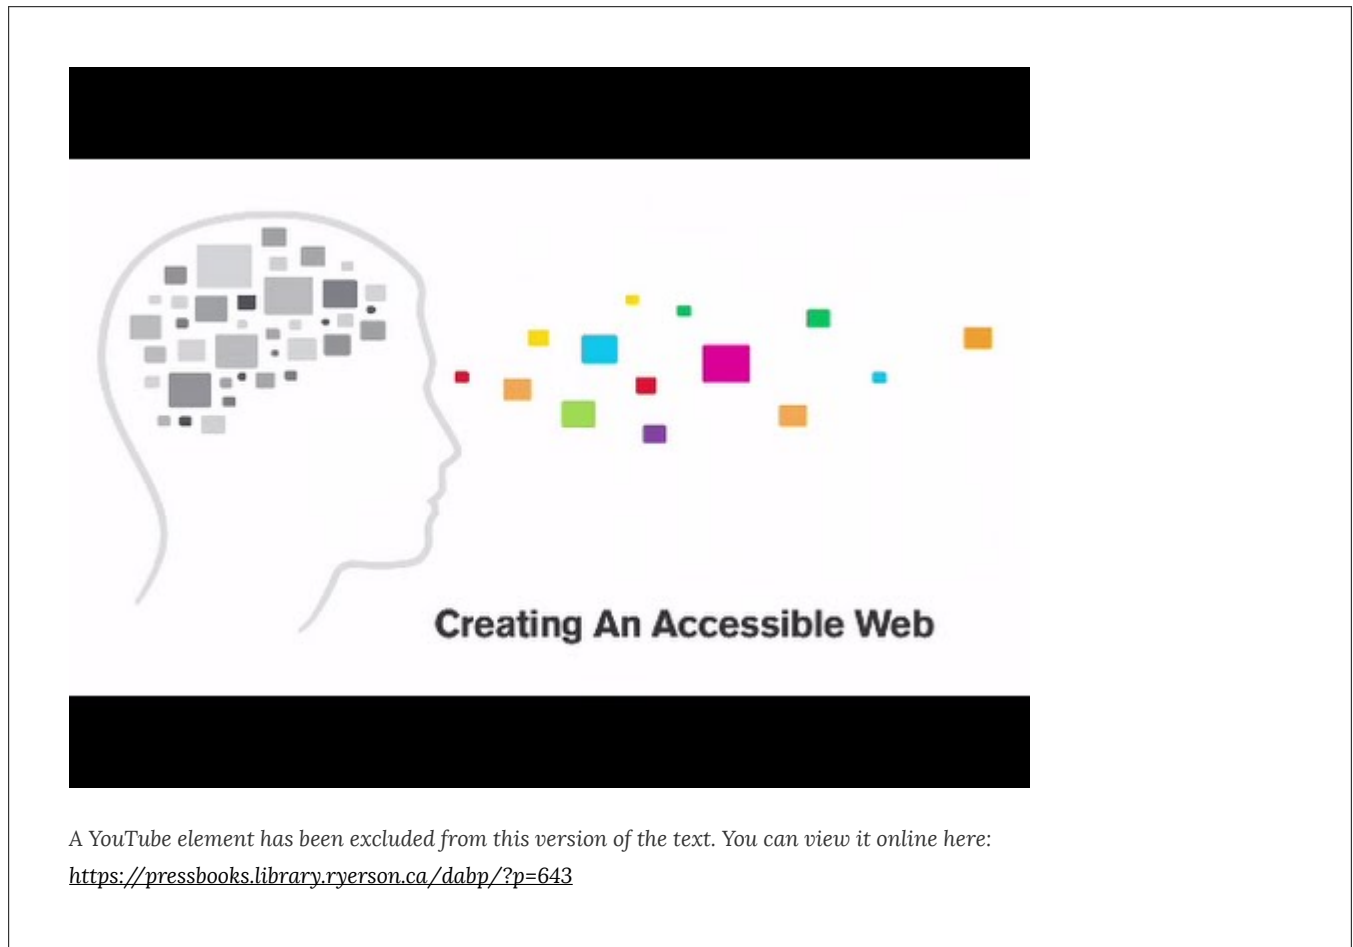 Creating An Accessible Web
A YouTube element has been excluded from this version of the text. You can view it online here:
https://pressbooks.library.ryerson.ca/dabp/?p=643